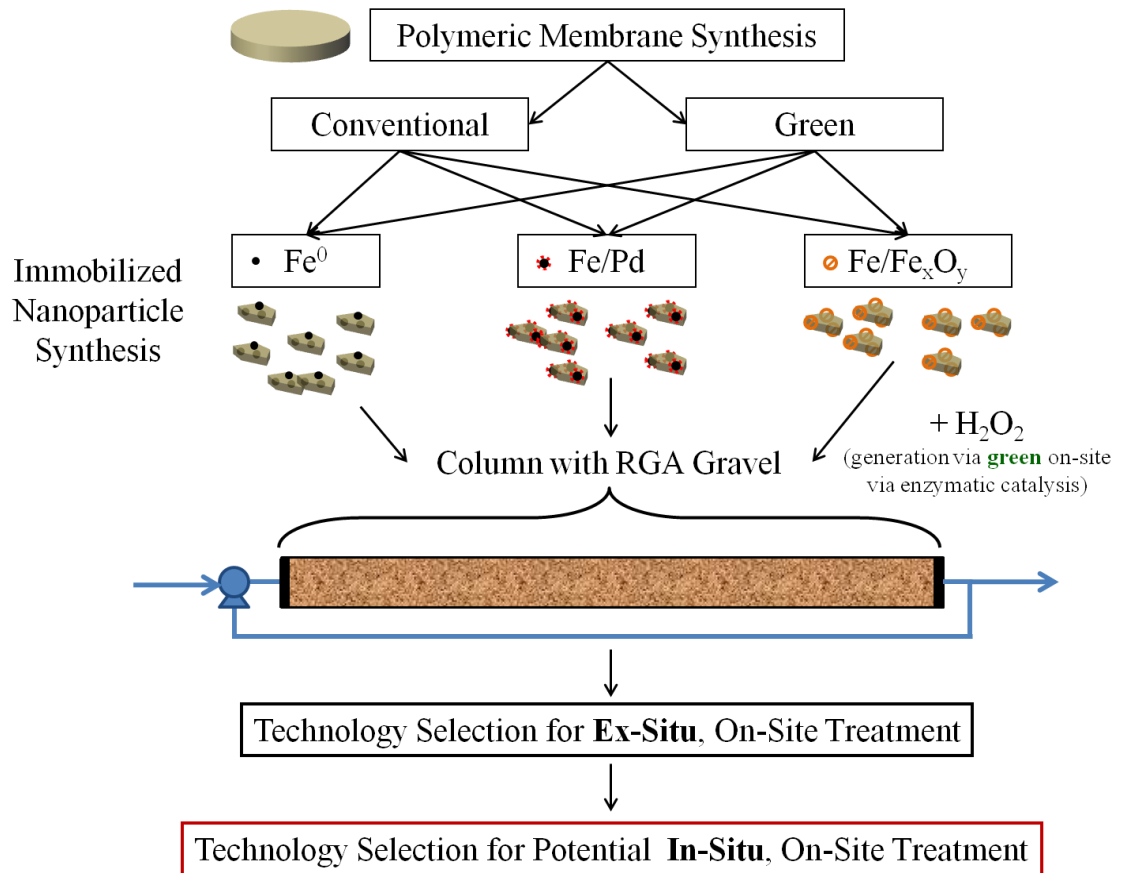 Polymeric Membrane Synthesis
Conventional
Green
Immobilized
Nanoparticle
Synthesis
Fe⁰
Fe/Pd
Fe/FeₓOᵧ
+ H₂O₂
(generation via green on-site
via enzymatic catalysis)
Column with RGA Gravel
Technology Selection for Ex-Situ, On-Site Treatment
Technology Selection for Potential In-Situ, On-Site Treatment